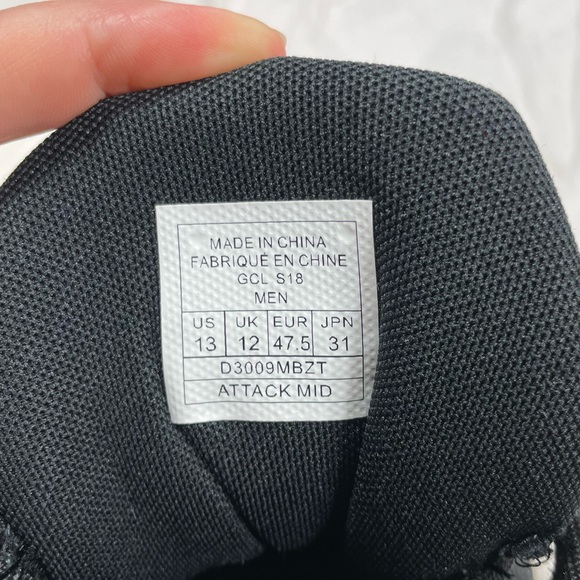 MADE IN CHINA
FABRIQUÉ EN CHINE
GCL S18
MEN
US UK EUR JPN
13 12 47.5 31
D3009MBZT
ATTACK MID